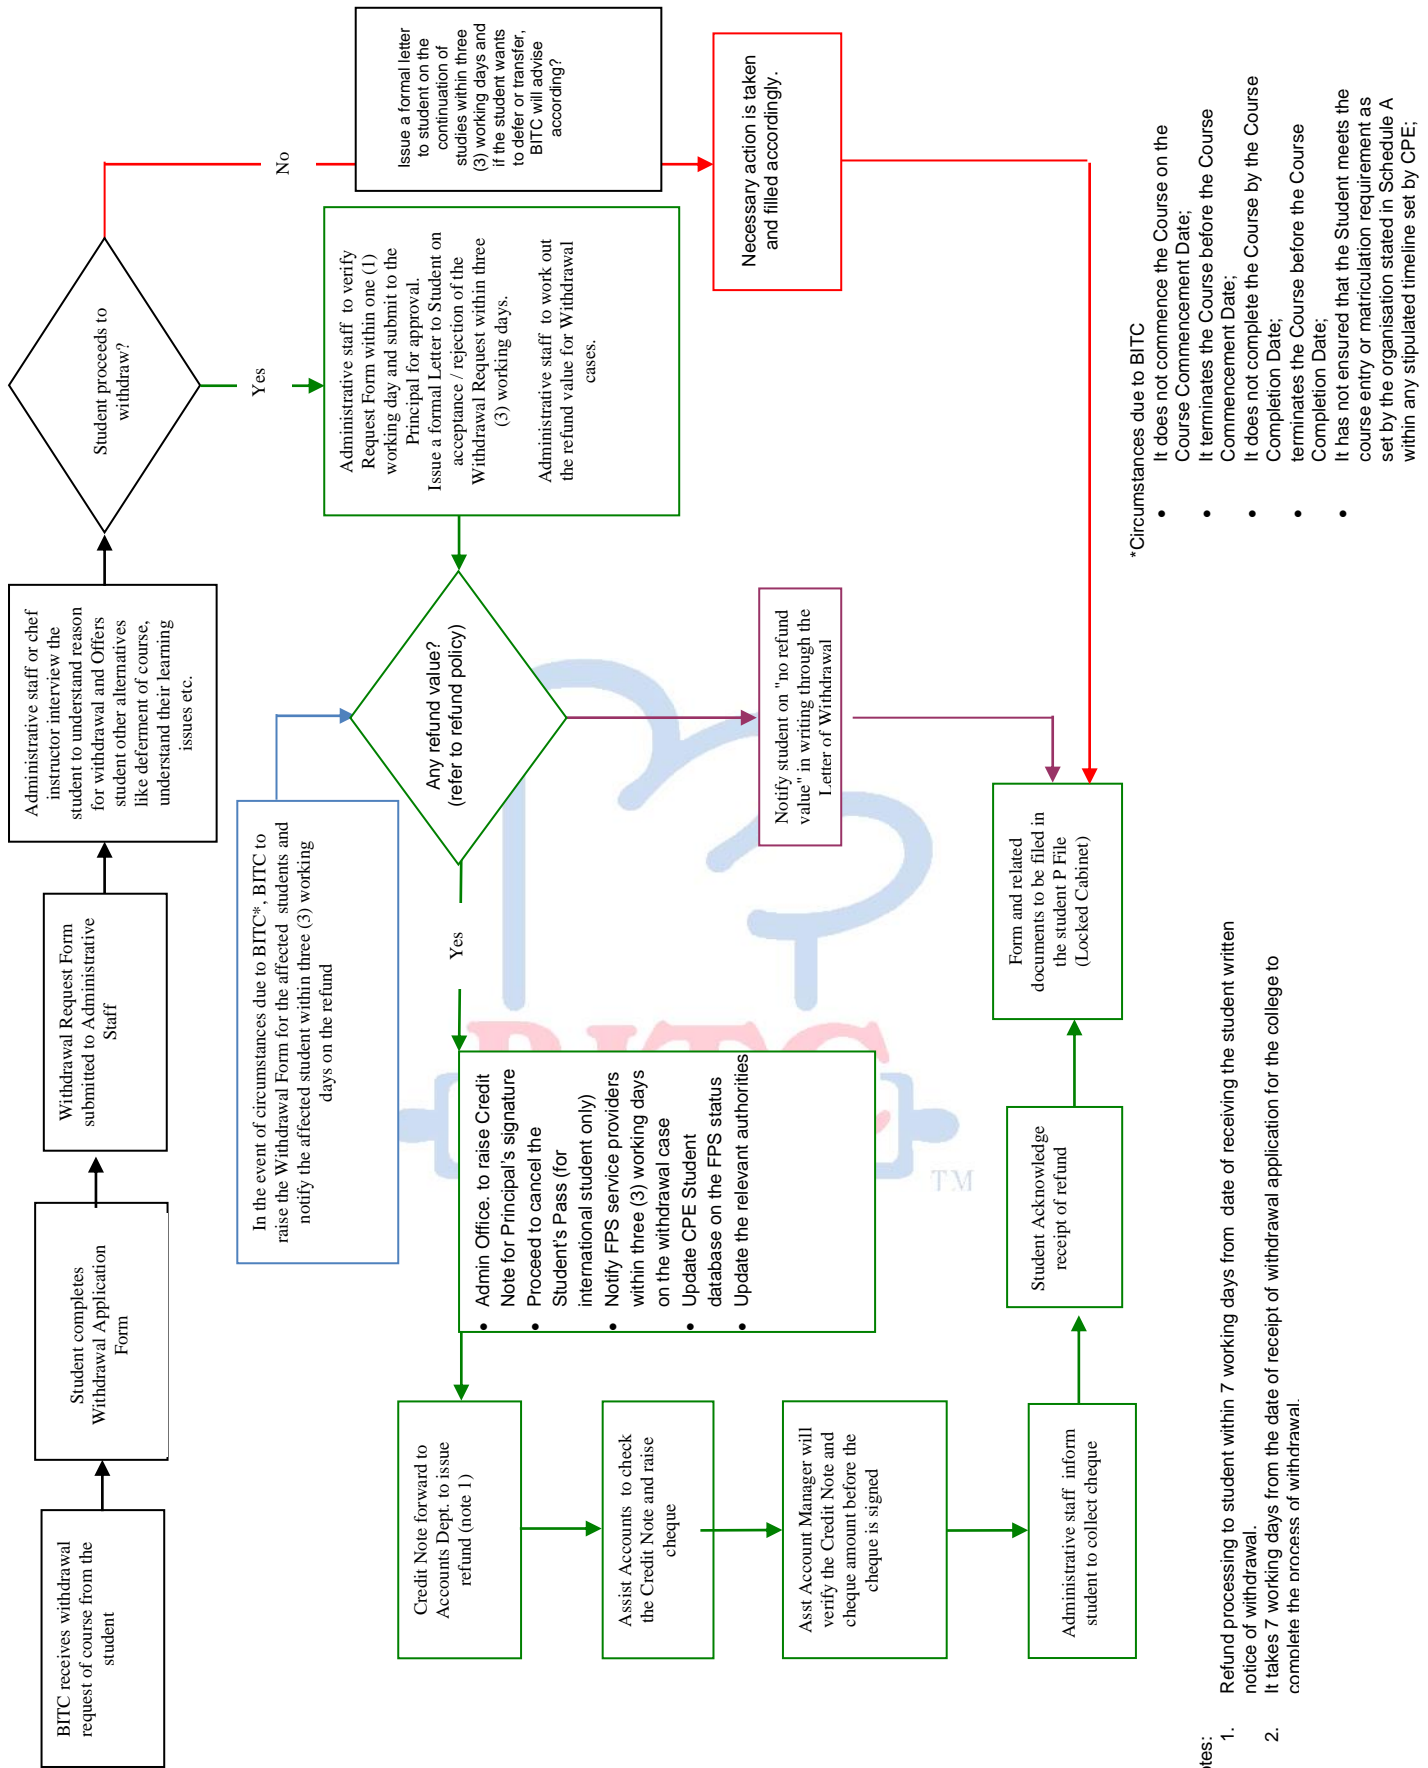 BITC receives withdrawal
request of course from the
student
Student completes
Withdrawal Application
Form
Withdrawal Request Form
submitted to Administrative
Staff
Administrative staff or chef
instructor interview the
student to understand reason
for withdrawal and Offers
student other alternatives
like deferment of course,
understand their learning
issues etc.
Student proceeds to
withdraw?
No
Issue a formal letter
to student on the
continuation of
studies within three
(3) working days and
if the student wants
to defer or transfer,
BITC will advise
according?
Necessary action is taken
and filled accordingly.
Yes
Administrative staff to verify
Request Form within one (1)
working day and submit to the
Principal for approval.
Issue a formal Letter to Student on
acceptance / rejection of the
Withdrawal Request within three
(3) working days.
Administrative staff to work out
the refund value for Withdrawal
cases.
In the event of circumstances due to BITC*, BITC to
raise the Withdrawal Form for the affected students and
notify the affected student within three (3) working
days on the refund
Any refund value?
(refer to refund policy)
Notify student on "no refund
value" in writing through the
Letter of Withdrawal
Yes
• Admin Office. to raise Credit
Note for Principal's signature
• Proceed to cancel the
Student's Pass (for
international student only)
• Notify FPS service providers
within three (3) working days
on the withdrawal case
• Update CPE Student
database on the FPS status
• Update the relevant authorities
Credit Note forward to
Accounts Dept. to issue
refund (note 1)
Assist Accounts to check
the Credit Note and raise
cheque
Asst Account Manager will
verify the Credit Note and
cheque amount before the
cheque is signed
Administrative staff inform
student to collect cheque
Student Acknowledge
receipt of refund
Form and related
documents to be filed in
the student P File
(Locked Cabinet)
TM
*Circumstances due to BITC
• It does not commence the Course on the
Course Commencement Date;
• It terminates the Course before the Course
Commencement Date;
• It does not complete the Course by the Course
Completion Date;
• terminates the Course before the Course
Completion Date;
• It has not ensured that the Student meets the
course entry or matriculation requirement as
set by the organisation stated in Schedule A
within any stipulated timeline set by CPE;
otes:
1. Refund processing to student within 7 working days from date of receiving the student written
notice of withdrawal.
2. It takes 7 working days from the date of receipt of withdrawal application for the college to
complete the process of withdrawal.